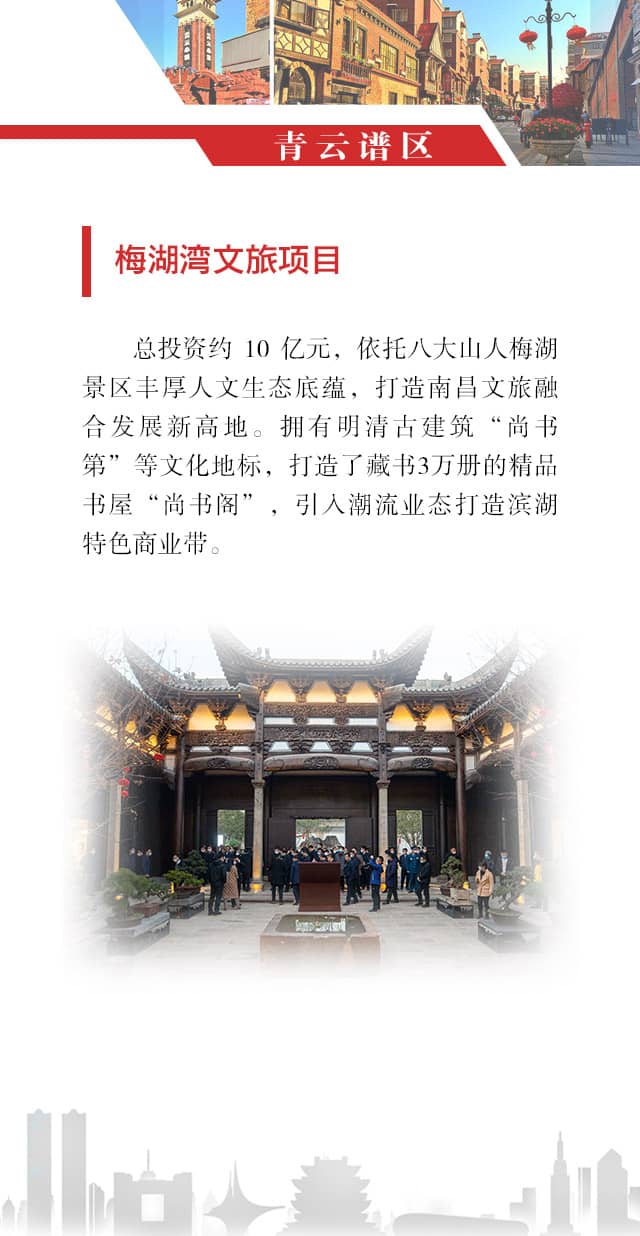 青云谱区
梅湖湾文旅项目
总投资约 10 亿元，依托八大山人梅湖
景区丰厚人文生态底蕴，打造南昌文旅融
合发展新高地。拥有明清古建筑“尚书
第”等文化地标，打造了藏书3万册的精品
书屋“尚书阁”，引入潮流业态打造滨湖
特色商业带。